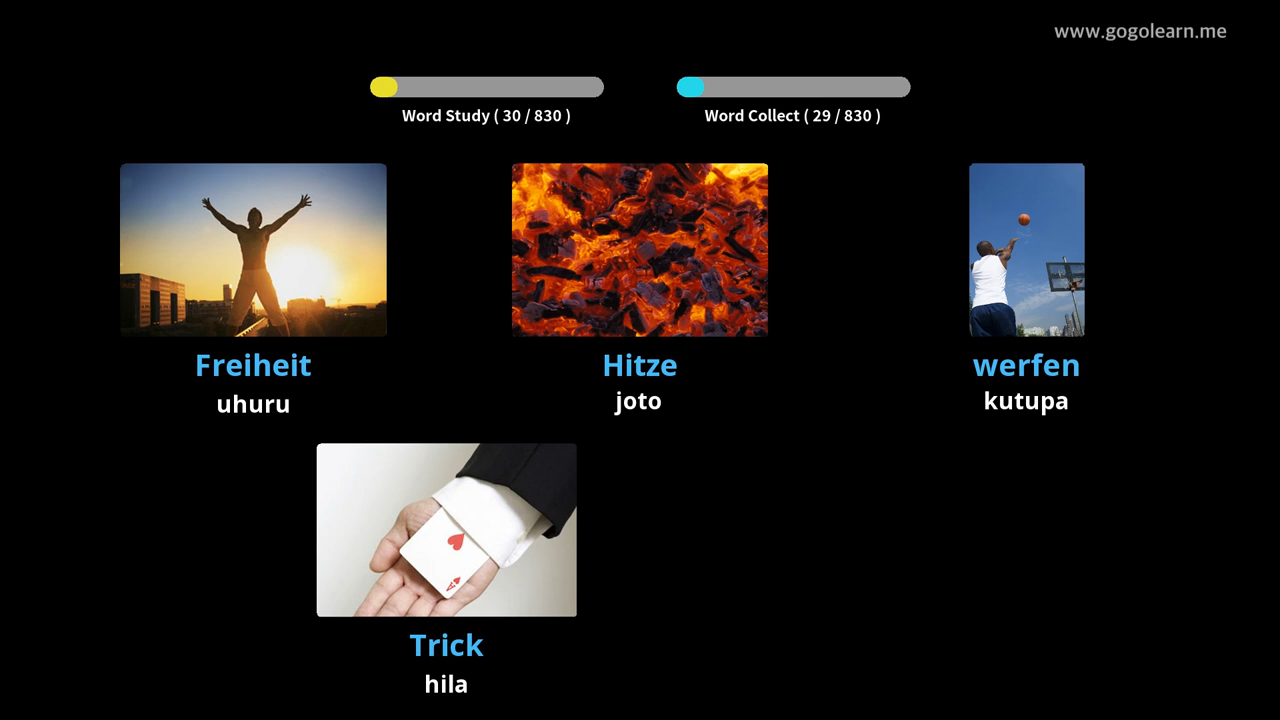 www.gogolearn.me
Word Study ( 30 / 830 )
Word Collect ( 29 / 830 )
Freiheit
uhuru
Hitze
joto
werfen
kutupa
Trick
hila